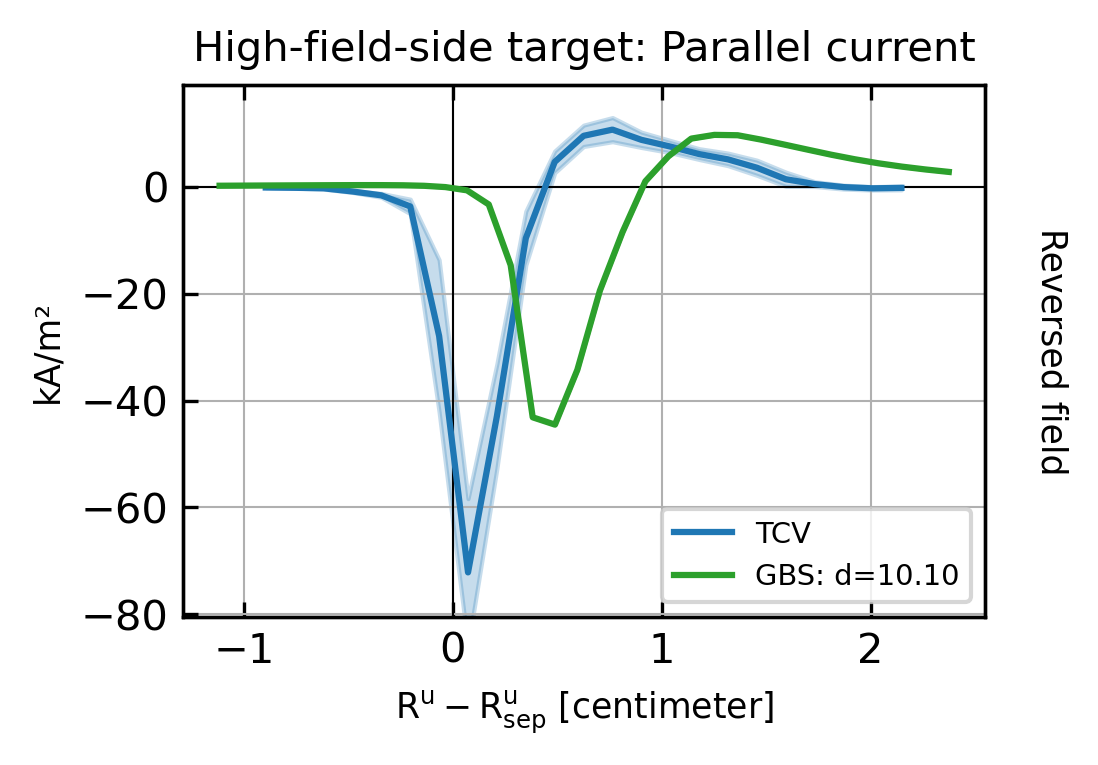 High-field-side target: Parallel current
kA/m²
0
−20
−40
−60
−80
−1
0
1
2
TCV
GBS: d=10.10
Rᵘ − Rᵘsep [centimeter]
Reversed field